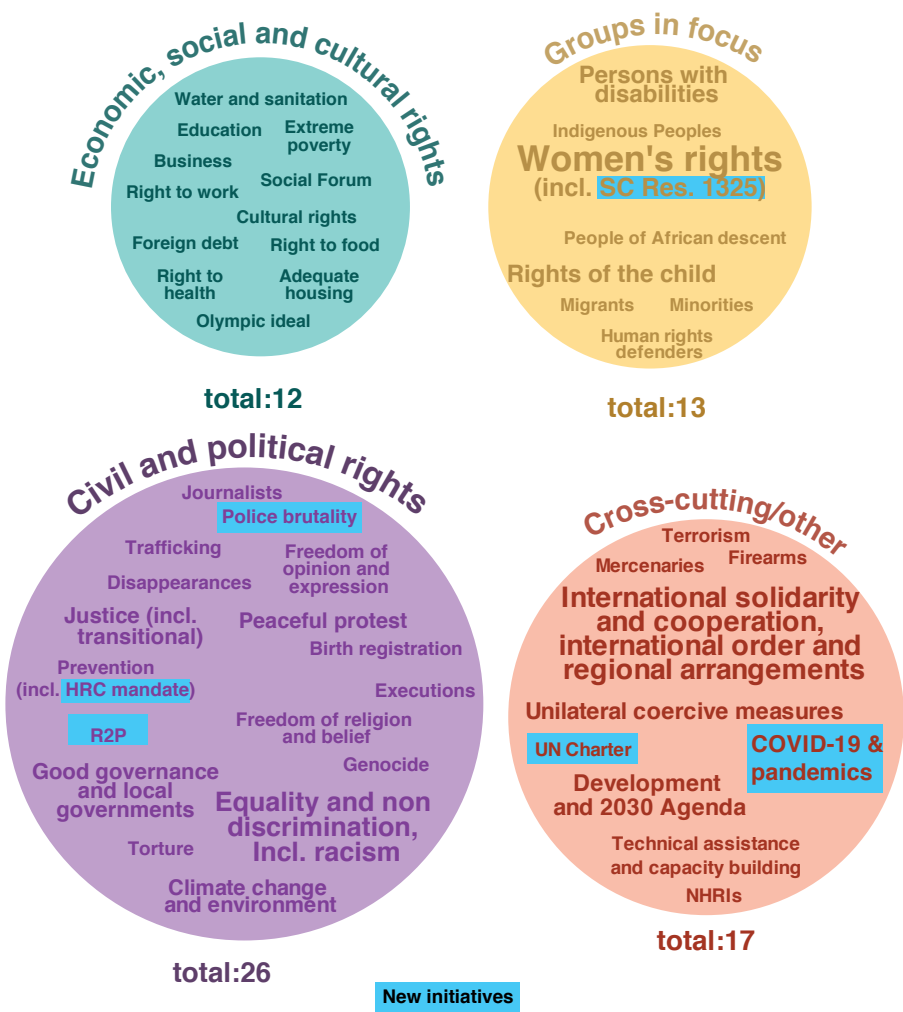 Economic, social and cultural rights
Water and sanitation
Education
Extreme
poverty
Business
Right to work
Social Forum
Cultural rights
Foreign debt
Right to food
Right to
health
Adequate
housing
Olympic ideal
total:12
Groups in focus
Persons with
disabilities
Indigenous Peoples
Women's rights
(incl. SC Res. 1325)
People of African descent
Rights of the child
Migrants
Minorities
Human rights
defenders
total:13
Civil and political rights
Journalists
Police brutality
Trafficking
Freedom of
opinion and
expression
Disappearances
Justice (incl.
transitional)
Peaceful protest
Birth registration
Prevention
(incl. HRC mandate)
Executions
R2P
Freedom of religion
and belief
Genocide
Good governance
and local
governments
Equality and non
discrimination,
Incl. racism
Torture
Climate change
and environment
total:26
Cross-cutting/other
Terrorism
Mercenaries
Firearms
International solidarity
and cooperation,
international order and
regional arrangements
Unilateral coercive measures
UN Charter
COVID-19 &
pandemics
Development
and 2030 Agenda
Technical assistance
and capacity building
NHRIs
total:17
New initiatives